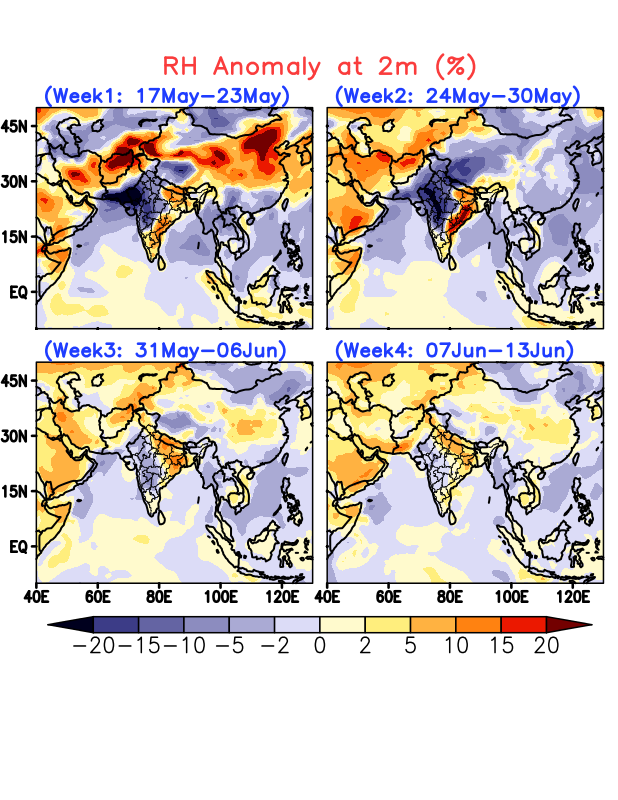 RH Anomaly at 2m (%)
(Week1: 17May−23May)
(Week2: 24May−30May)
45N
30N
15N
EQ
(Week3: 31May−06Jun)
(Week4: 07Jun−13Jun)
45N
30N
15N
EQ
40E 60E 80E 100E 120E
40E 60E 80E 100E 120E
−20 −15 −10 −5 −2 0 2 5 10 15 20